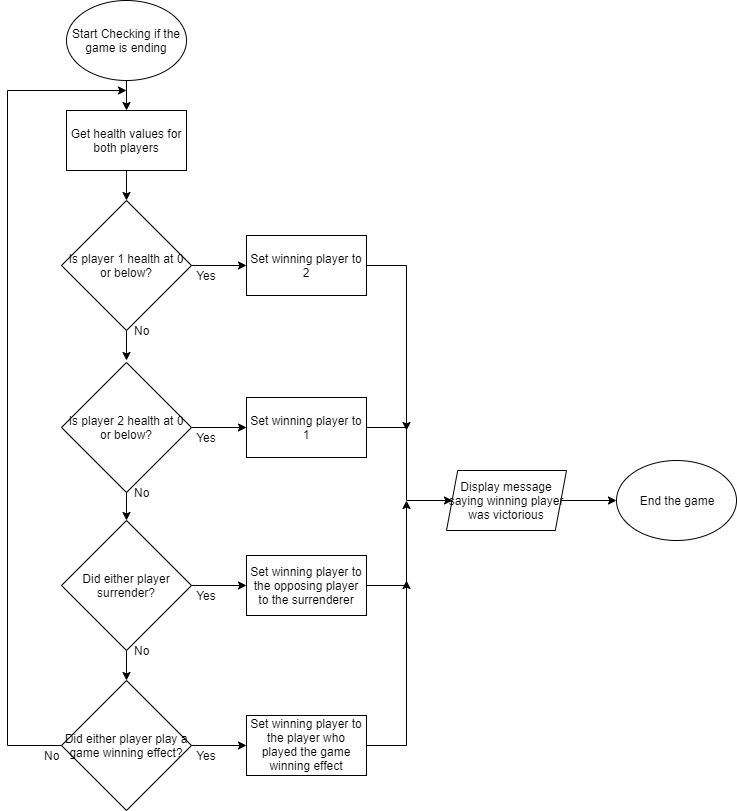 Start Checking if the
game is ending
Get health values for
both players
Is player 1 health at 0
or below?
Yes
Set winning player to
2
No
Is player 2 health at 0
or below?
Yes
Set winning player to
1
No
Display message
saying winning player
was victorious
End the game
Did either player
surrender?
Yes
Set winning player to
the opposing player
to the surrenderer
No
Did either player play a
game winning effect?
No
Yes
Set winning player to
the player who
played the game
winning effect